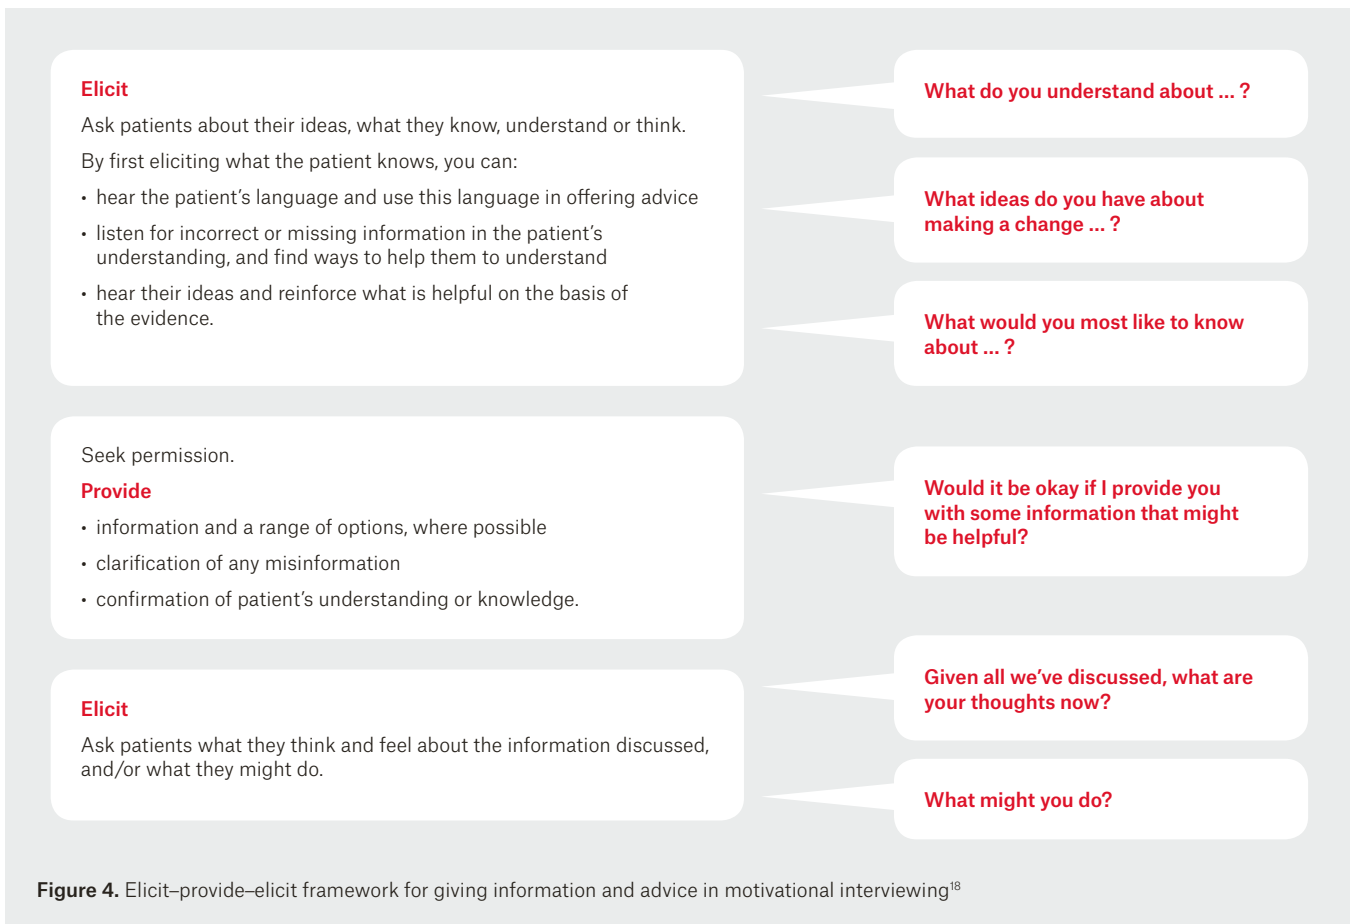 Elicit
Ask patients about their ideas, what they know, understand or think.
By first eliciting what the patient knows, you can:
• hear the patient’s language and use this language in offering advice
• listen for incorrect or missing information in the patient’s
understanding, and find ways to help them to understand
• hear their ideas and reinforce what is helpful on the basis of
the evidence.
What do you understand about ... ?
What ideas do you have about
making a change ... ?
What would you most like to know
about ... ?
Seek permission.
Provide
• information and a range of options, where possible
• clarification of any misinformation
• confirmation of patient’s understanding or knowledge.
Would it be okay if I provide you
with some information that might
be helpful?
Elicit
Ask patients what they think and feel about the information discussed,
and/or what they might do.
Given all we’ve discussed, what are
your thoughts now?
What might you do?
Figure 4. Elicit–provide–elicit framework for giving information and advice in motivational interviewing¹⁸